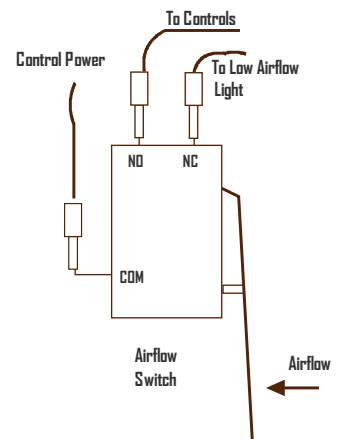 To Controls
Control Power
To Low Airflow
Light
NO
NC
COM
Airflow
Switch
Airflow